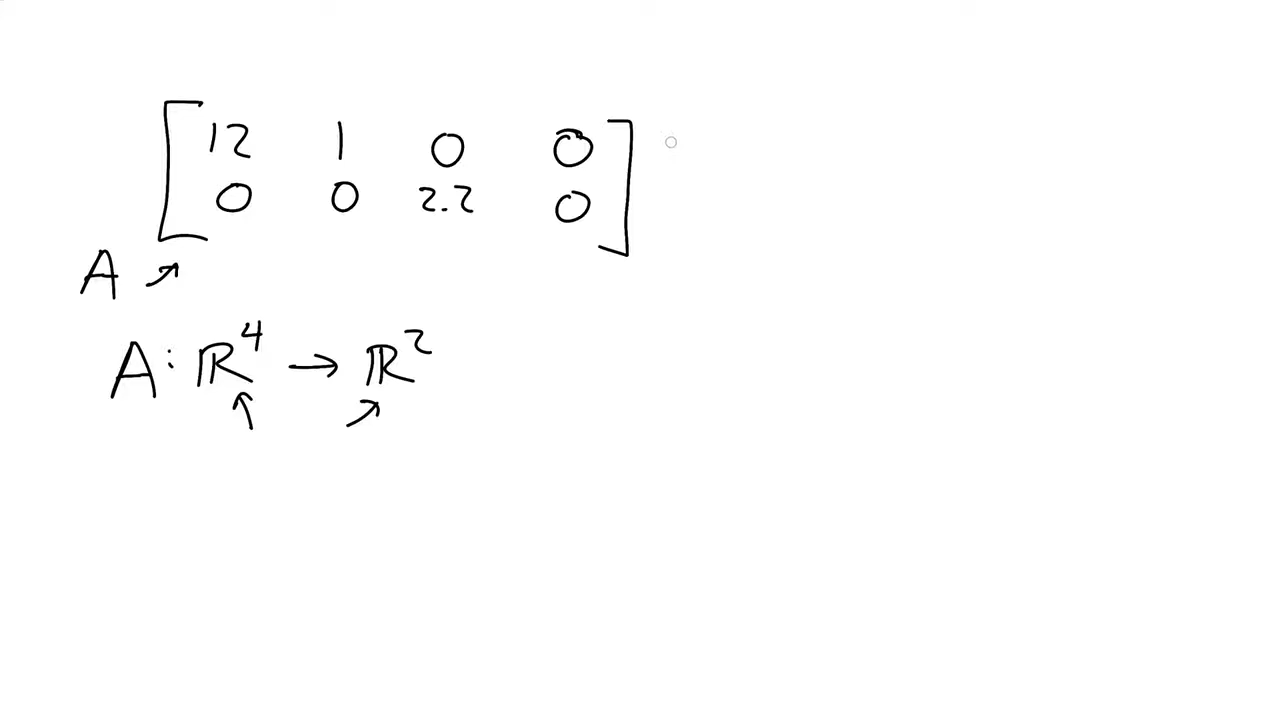 [ 12 1 0 0
0 0 2.2 0 ]
A ↗
A: ℝ⁴ → ℝ²
↑ ↗